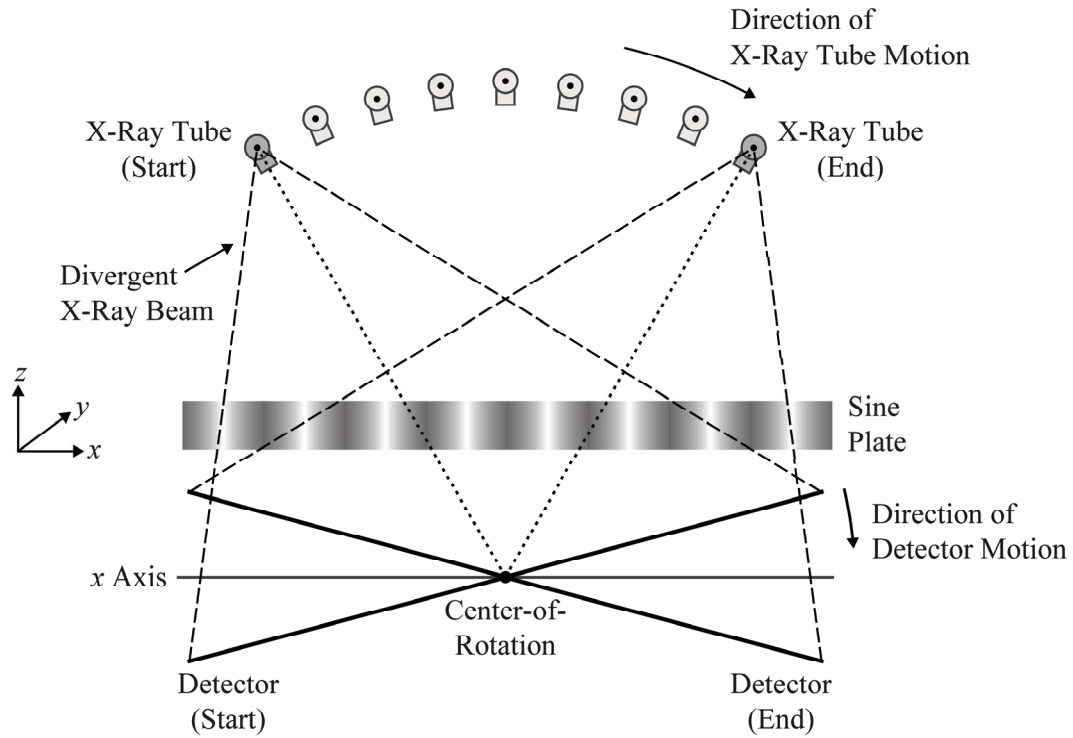 Direction of
X-Ray Tube Motion
X-Ray Tube
(Start)
X-Ray Tube
(End)
Divergent
X-Ray Beam
z
y
x
Sine
Plate
Direction of
Detector Motion
x Axis
Center-of-
Rotation
Detector
(Start)
Detector
(End)